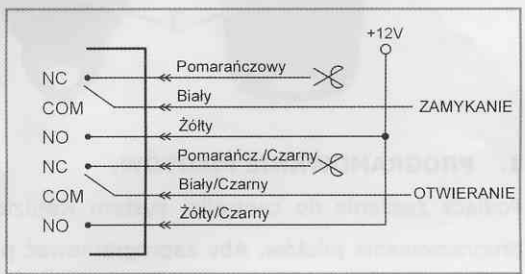 +12V
NC Pomarańczowy
COM Biały ZAMYKANIE
NO Żółty
NC Pomarańcz./Czarny
COM Biały/Czarny OTWIERANIE
NO Żółty/Czarny